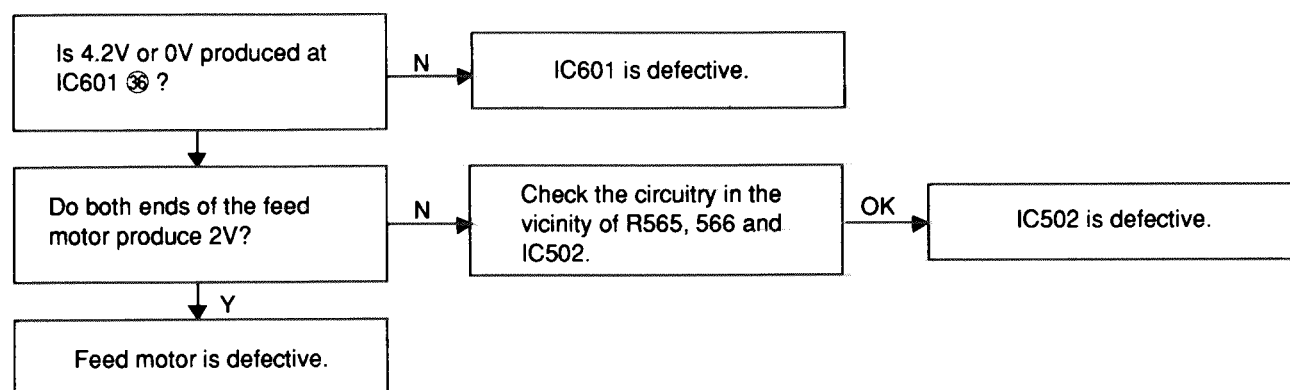 Is 4.2V or 0V produced at
IC601 ㊱ ?
N
IC601 is defective.
Do both ends of the feed
motor produce 2V?
N
Check the circuitry in the
vicinity of R565, 566 and
IC502.
OK
IC502 is defective.
Y
Feed motor is defective.